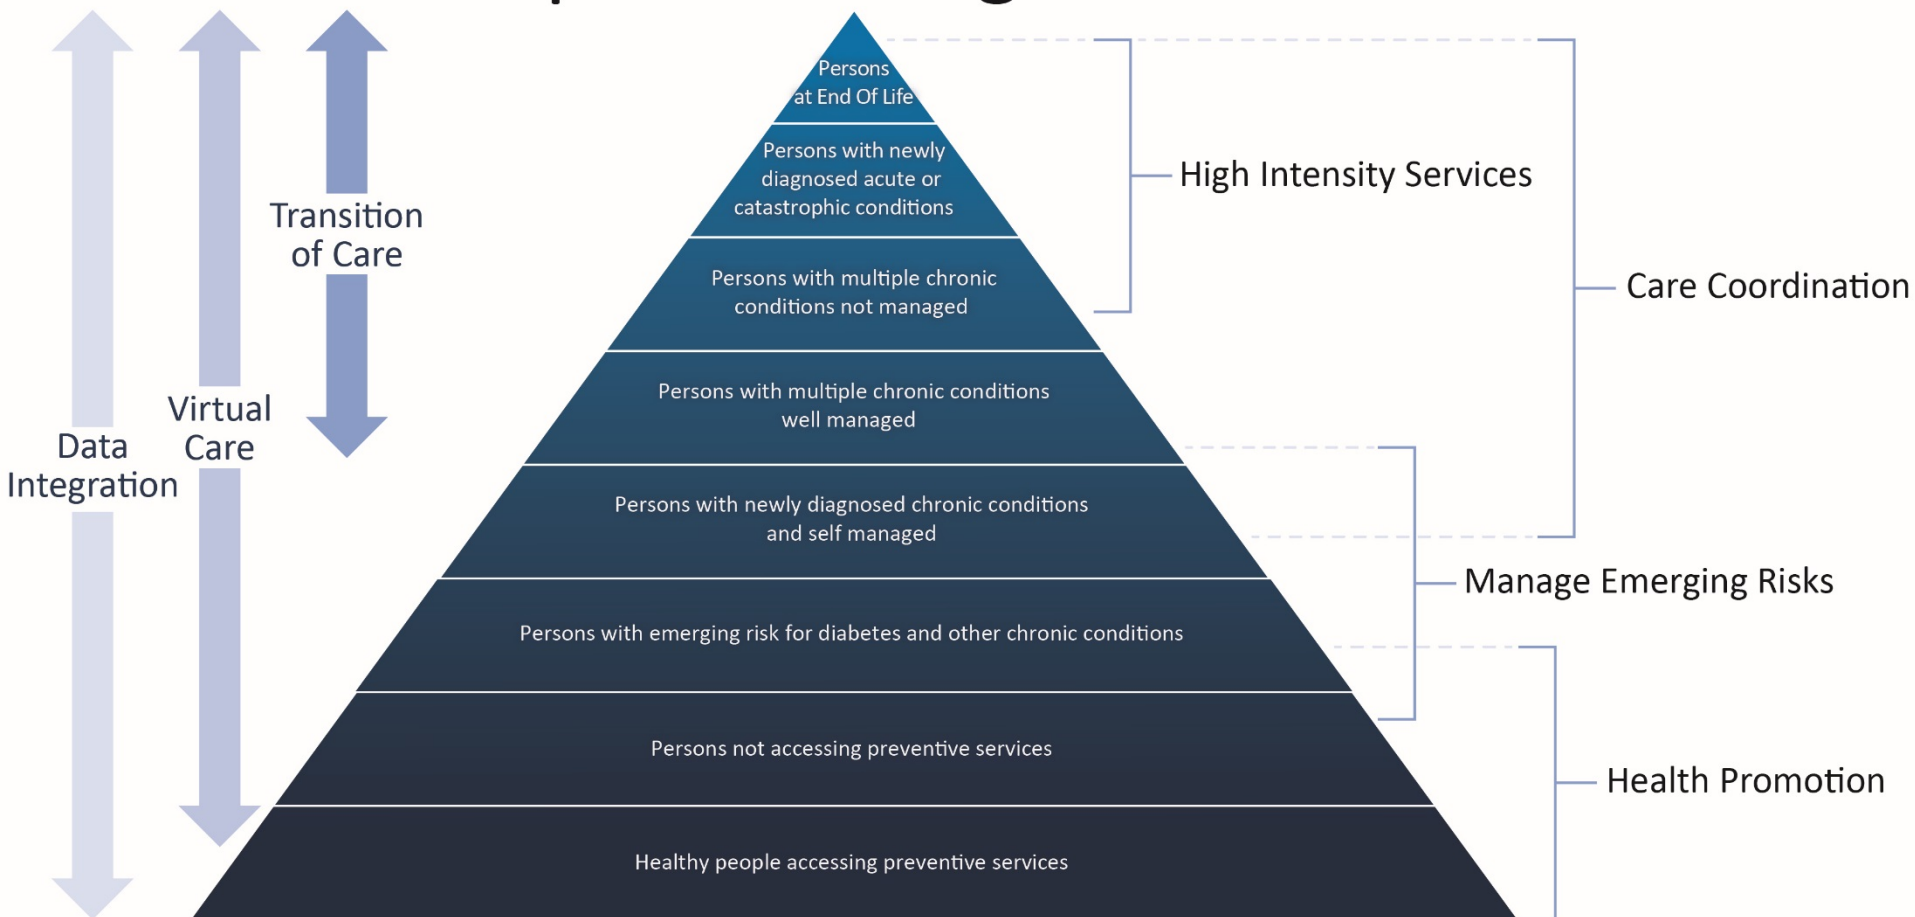 Persons
at End Of Life
Persons with newly
diagnosed acute or
catastrophic conditions
Persons with multiple chronic
conditions not managed
Persons with multiple chronic conditions
well managed
Persons with newly diagnosed chronic conditions
and self managed
Persons with emerging risk for diabetes and other chronic conditions
Persons not accessing preventive services
Healthy people accessing preventive services
Transition
of Care
Virtual
Care
Data
Integration
High Intensity Services
Care Coordination
Manage Emerging Risks
Health Promotion